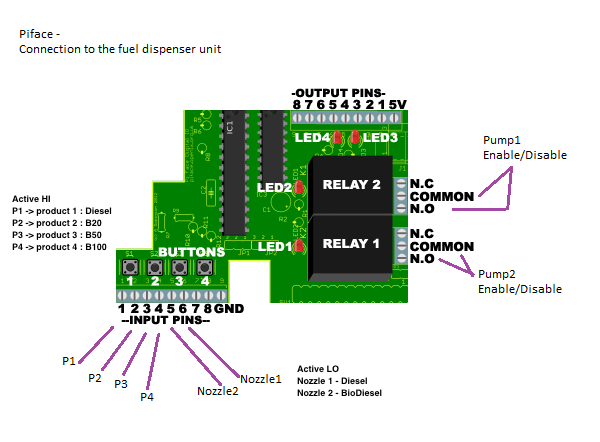 Piface -
Connection to the fuel dispenser unit
-OUTPUT PINS-
8 7 6 5 4 3 2 1 5V
LED4
LED3
Pump1
Enable/Disable
IC1
K1
LED2
RELAY 2
N.C
COMMON
N.O
Active HI
P1 -> product 1 : Diesel
P2 -> product 2 : B20
P3 -> product 3 : B50
P4 -> product 4 : B100
R2
LED1
RELAY 1
N.C
COMMON
N.O
BUTTONS
1 2 3 4
Pump2
Enable/Disable
1 2 3 4 5 6 7 8 GND
--INPUT PINS--
P1
P2
P3
P4
Nozzle2
Nozzle1
Active LO
Nozzle 1 - Diesel
Nozzle 2 - BioDiesel